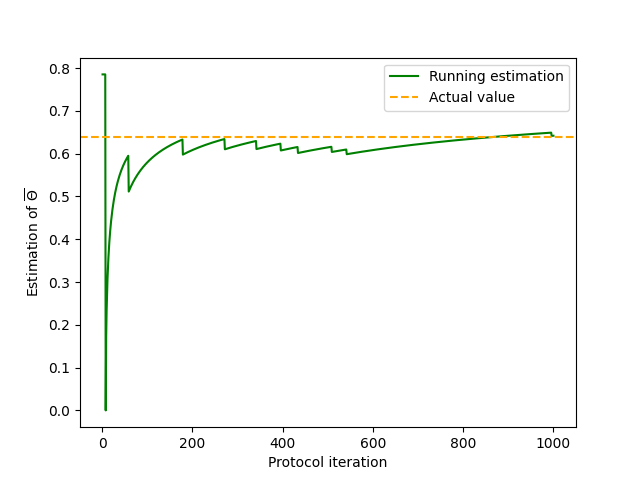 0.8
0.7
0.6
0.5
0.4
0.3
0.2
0.1
0.0
Estimation of Θ̅
Running estimation
Actual value
0 200 400 600 800 1000
Protocol iteration